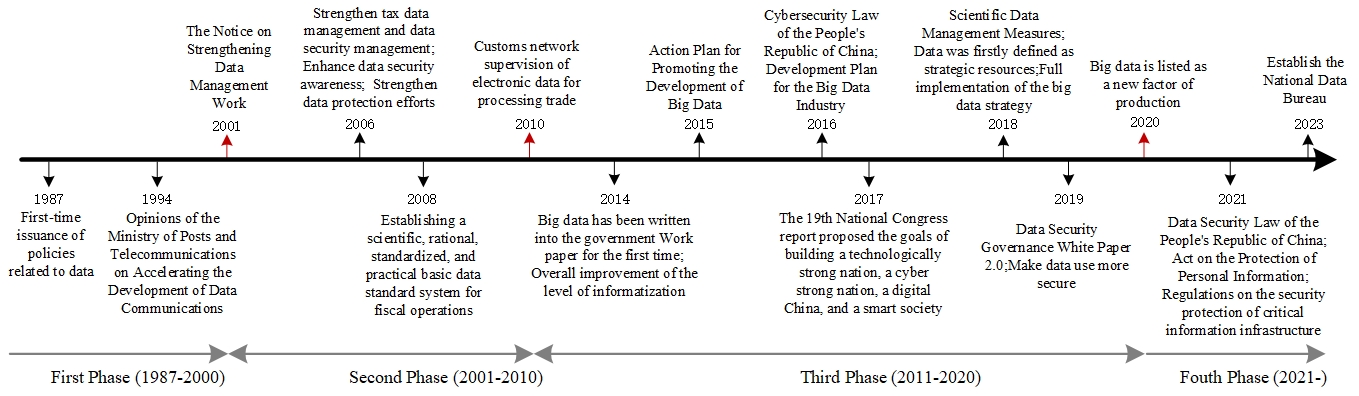 The Notice on
Strengthening
Data
Management
Work
2001
Strengthen tax data
management and data
security management;
Enhance data security
awareness; Strengthen
data protection efforts
2006
Customs network
supervision of
electronic data for
processing trade
2010
Action Plan for
Promoting the
Development of
Big Data
2015
Cybersecurity Law
of the People's
Republic of China;
Development Plan
for the Big Data
Industry
2016
Scientific Data
Management Measures;
Data was firstly defined as
strategic resources;Full
implementation of the big
data strategy
2018
Big data is listed as
a new factor of
production
2020
Establish the
National Data
Bureau
2023
1987
First-time
issuance of
policies
related to data
1994
Opinions of the
Ministry of Posts and
Telecommunications
on Accelerating the
Development of Data
Communications
2008
Establishing a
scientific, rational,
standardized, and
practical basic data
standard system for
fiscal operations
2014
Big data has been written
into the government Work
paper for the first time;
Overall improvement of the
level of informatization
2017
The 19th National Congress
report proposed the goals of
building a technologically
strong nation, a cyber
strong nation, a digital
China, and a smart society
2019
Data Security
Governance White Paper
2.0;Make data use more
secure
2021
Data Security Law of the
People's Republic of China;
Act on the Protection of
Personal Information;
Regulations on the security
protection of critical
information infrastructure
First Phase (1987-2000)
Second Phase (2001-2010)
Third Phase (2011-2020)
Fouth Phase (2021-)